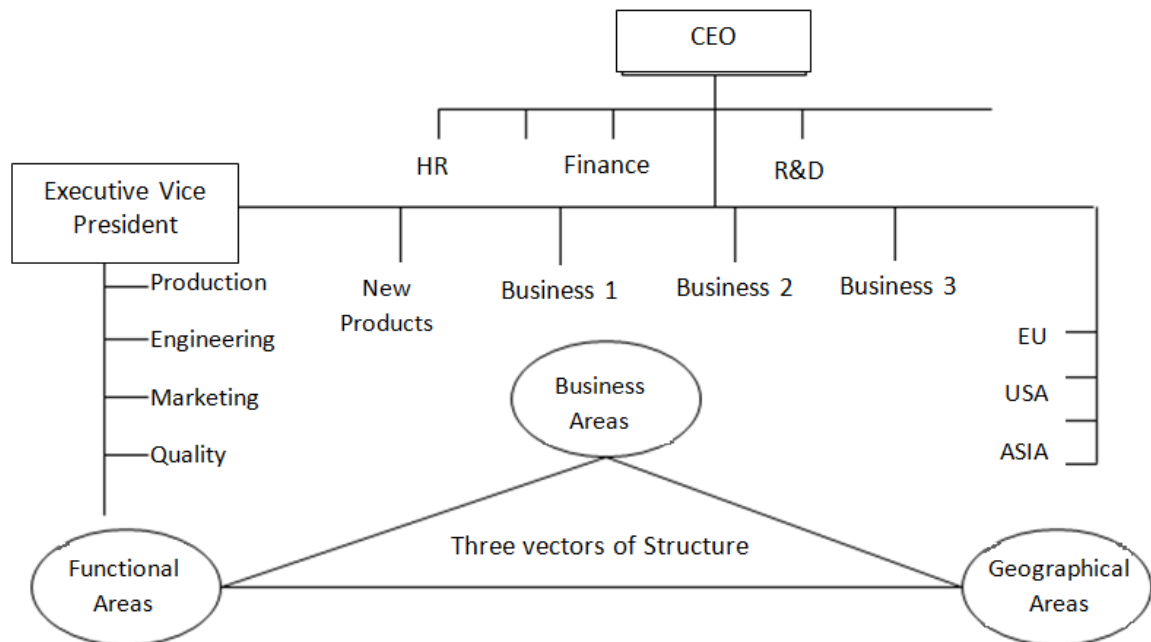 CEO
HR
Finance
R&D
Executive Vice
President
Production
Engineering
Marketing
Quality
New
Products
Business 1
Business 2
Business 3
EU
USA
ASIA
Business
Areas
Three vectors of Structure
Functional
Areas
Geographical
Areas